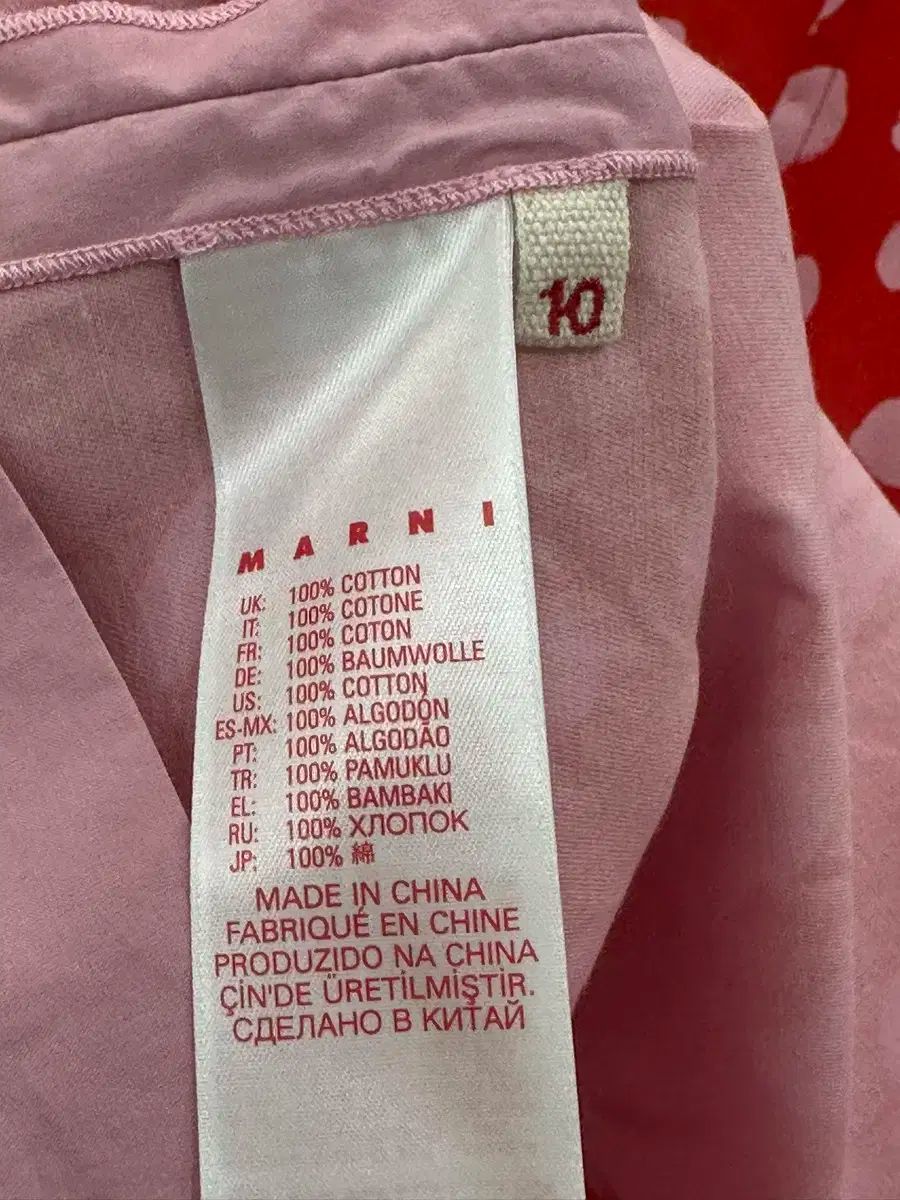 10
MARNI
UK: 100% COTTON
IT: 100% COTONE
FR: 100% COTON
DE: 100% BAUMWOLLE
US: 100% COTTON
ES-MX: 100% ALGODÓN
PT: 100% ALGODÃO
TR: 100% PAMUKLU
EL: 100% BAMBAKI
RU: 100% ХЛОПОК
JP: 100% 綿
MADE IN CHINA
FABRIQUÉ EN CHINE
PRODUZIDO NA CHINA
ÇİN'DE ÜRETİLMİŞTİR.
СДЕЛАНО В КИТАЙ